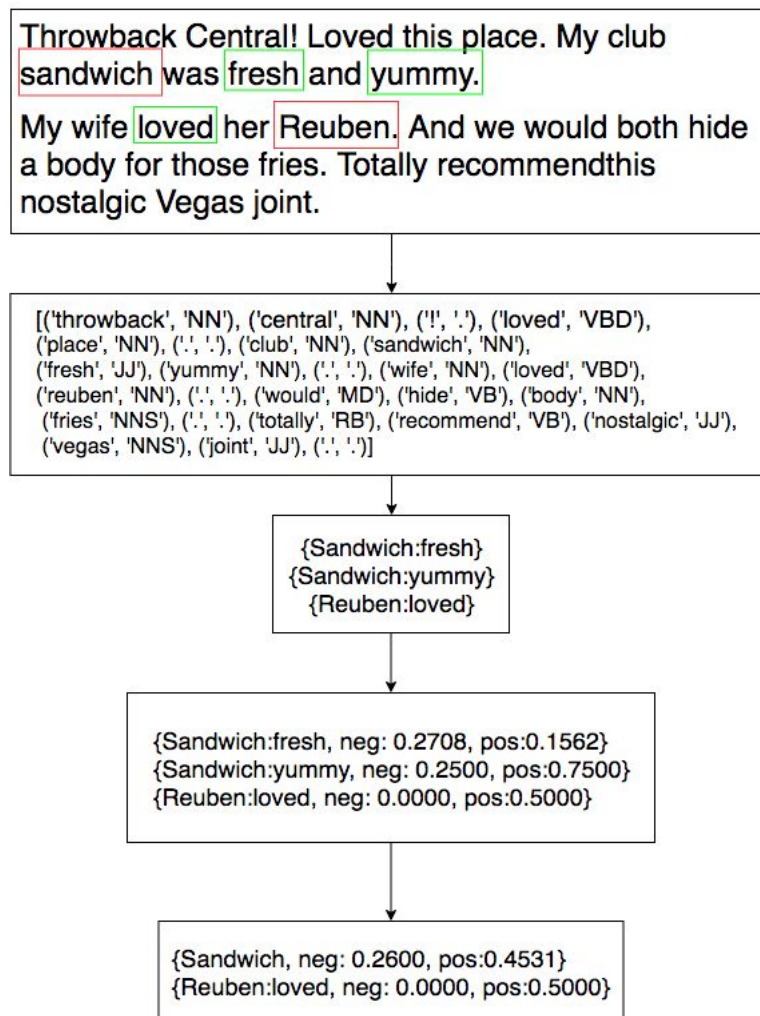 Throwback Central! Loved this place. My club
sandwich was fresh and yummy.
My wife loved her Reuben. And we would both hide
a body for those fries. Totally recommendthis
nostalgic Vegas joint.
[('throwback', 'NN'), ('central', 'NN'), ('!', '.'), ('loved', 'VBD'),
('place', 'NN'), ('.', '.'), ('club', 'NN'), ('sandwich', 'NN'),
('fresh', 'JJ'), ('yummy', 'NN'), ('.', '.'), ('wife', 'NN'), ('loved', 'VBD'),
('reuben', 'NN'), ('.', '.'), ('would', 'MD'), ('hide', 'VB'), ('body', 'NN'),
('fries', 'NNS'), ('.', '.'), ('totally', 'RB'), ('recommend', 'VB'), ('nostalgic', 'JJ'),
('vegas', 'NNS'), ('joint', 'JJ'), ('.', '.')]
{Sandwich:fresh}
{Sandwich:yummy}
{Reuben:loved}
{Sandwich:fresh, neg: 0.2708, pos:0.1562}
{Sandwich:yummy, neg: 0.2500, pos:0.7500}
{Reuben:loved, neg: 0.0000, pos:0.5000}
{Sandwich, neg: 0.2600, pos:0.4531}
{Reuben:loved, neg: 0.0000, pos:0.5000}